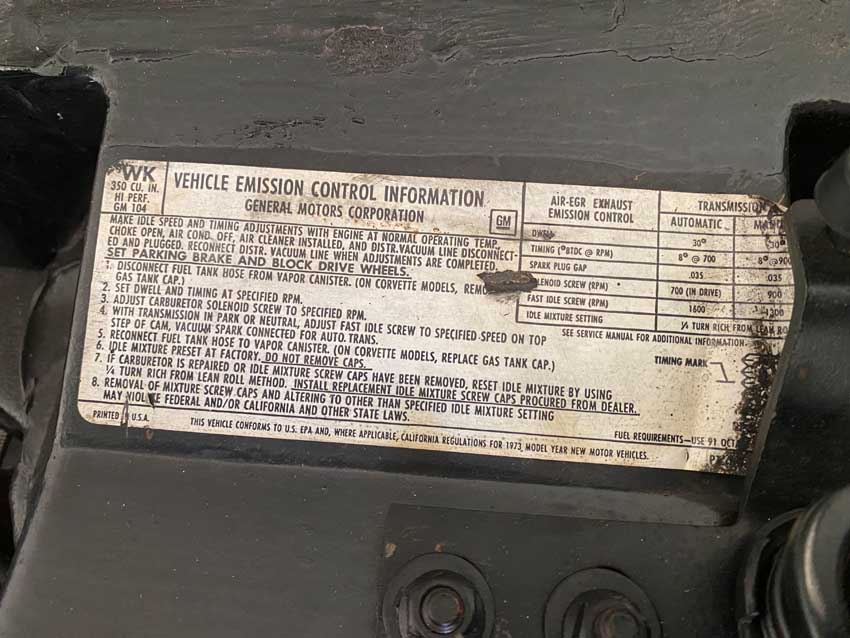 WK
350 CU. IN.
HI PERF.
GM 104
VEHICLE EMISSION CONTROL INFORMATION
GENERAL MOTORS CORPORATION
GM
MAKE IDLE SPEED AND TIMING ADJUSTMENTS WITH ENGINE AT NORMAL OPERATING TEMP.,
CHOKE OPEN, AIR COND. OFF, AIR CLEANER INSTALLED, AND DISTR. VACUUM LINE DISCONNECT-
ED AND PLUGGED. RECONNECT DISTR. VACUUM LINE WHEN ADJUSTMENTS ARE COMPLETED.
SET PARKING BRAKE AND BLOCK DRIVE WHEELS.
1. DISCONNECT FUEL TANK HOSE FROM VAPOR CANISTER. (ON CORVETTE MODELS,
GAS TANK CAP.)
2. SET DWELL AND TIMING AT SPECIFIED RPM.
3. ADJUST CARBURETOR SOLENOID SCREW TO SPECIFIED RPM.
4. WITH TRANSMISSION IN PARK OR NEUTRAL, ADJUST FAST IDLE SCREW TO SPECIFIED SPEED ON TOP
STEP OF CAM, VACUUM SPARK CONNECTED FOR AUTO. TRANS.
5. RECONNECT FUEL TANK HOSE TO VAPOR CANISTER. (ON CORVETTE MODELS, REPLACE GAS TANK CAP.)
6. IDLE MIXTURE PRESET AT FACTORY. DO NOT REMOVE CAPS.
7. IF CARBURETOR IS REPAIRED OR IDLE MIXTURE SCREW CAPS HAVE BEEN REMOVED, RESET IDLE MIXTURE BY USING
¼ TURN RICH FROM LEAN ROLL METHOD. INSTALL REPLACEMENT IDLE MIXTURE SCREW CAPS PROCURED FROM DEALER.
8. REMOVAL OF MIXTURE SCREW CAPS AND ALTERING TO OTHER THAN SPECIFIED IDLE MIXTURE SETTING
MAY VIOLATE FEDERAL AND/OR CALIFORNIA AND OTHER STATE LAWS.
AIR-EGR EXHAUST
EMISSION CONTROL
TRANSMISSION
AUTOMATIC
DWELL 30°
TIMING (°BTDC @ RPM) 8° @ 700 8° @ 900
SPARK PLUG GAP .035 .035
SOLENOID SCREW (RPM) 700 (IN DRIVE) 900
FAST IDLE SCREW (RPM) 1600 1300
IDLE MIXTURE SETTING ¼ TURN RICH FROM LEAN
SEE SERVICE MANUAL FOR ADDITIONAL INFORMATION
TIMING MARK
FUEL REQUIREMENTS—USE 91 OCT
PRINTED IN U.S.A.
THIS VEHICLE CONFORMS TO U.S. EPA AND, WHERE APPLICABLE, CALIFORNIA REGULATIONS FOR 1973 MODEL YEAR NEW MOTOR VEHICLES.